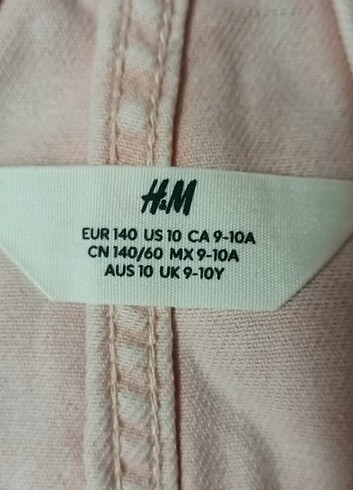 H&M
EUR 140 US 10 CA 9-10A
CN 140/60 MX 9-10A
AUS 10 UK 9-10Y